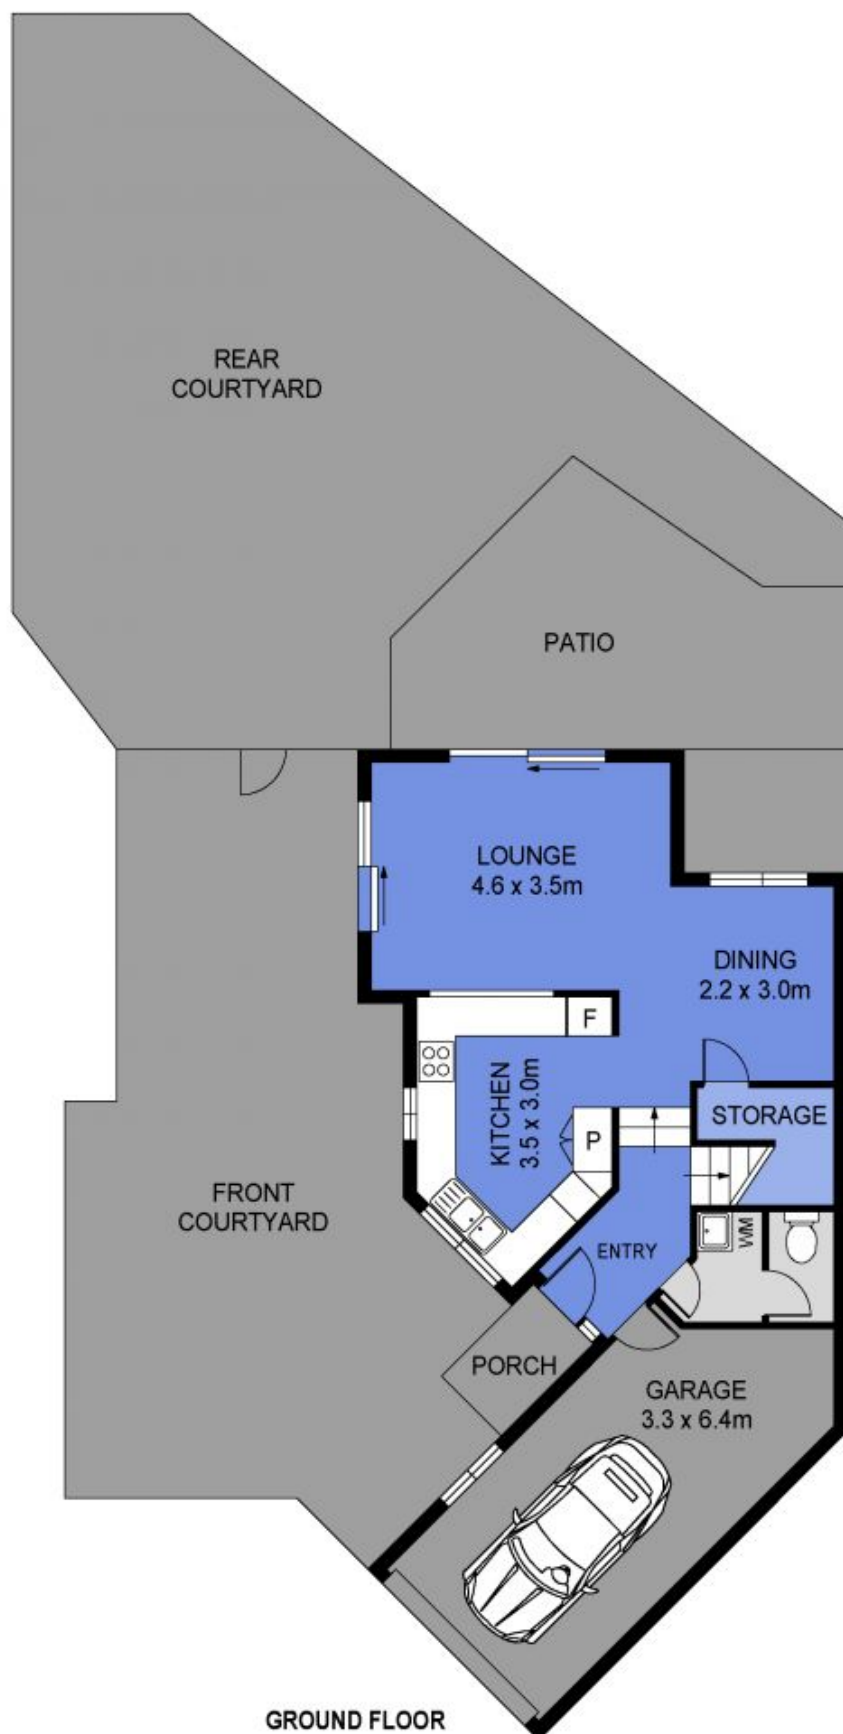 REAR
COURTYARD
PATIO
LOUNGE
4.6 x 3.5m
DINING
2.2 x 3.0m
F
KITCHEN
3.5 x 3.0m
P
STORAGE
FRONT
COURTYARD
ENTRY
WM
PORCH
GARAGE
3.3 x 6.4m
GROUND FLOOR